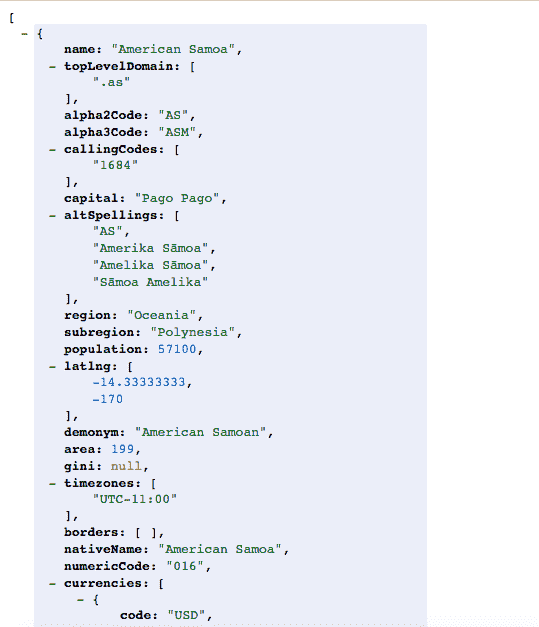 [
- {
name: "American Samoa",
- topLevelDomain: [
".as"
],
alpha2Code: "AS",
alpha3Code: "ASM",
- callingCodes: [
"1684"
],
capital: "Pago Pago",
- altSpellings: [
"AS",
"Amerika Sāmoa",
"Amelika Sāmoa",
"Sāmoa Amelika"
],
region: "Oceania",
subregion: "Polynesia",
population: 57100,
- latlng: [
-14.33333333,
-170
],
demonym: "American Samoan",
area: 199,
gini: null,
- timezones: [
"UTC-11:00"
],
borders: [ ],
nativeName: "American Samoa",
numericCode: "016",
- currencies: [
- {
code: "USD",